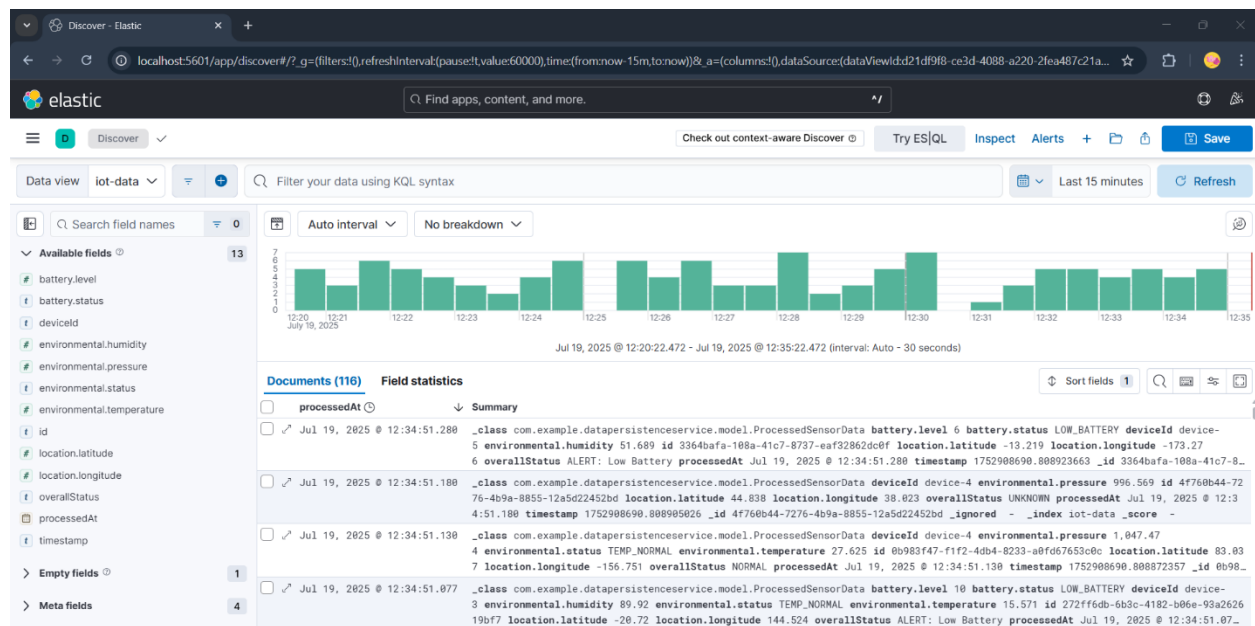 Discover - Elastic
localhost:5601/app/discover#/?_g=(filters:!(),refreshInterval:(pause:!t,value:60000),time:(from:now-15m,to:now))&_a=(columns:!(),dataSource:(dataViewId:d21df9f8-ce3d-4088-a220-2fea487c21a...
elastic
Find apps, content, and more.
^/
D Discover
Check out context-aware Discover
Try ES|QL
Inspect
Alerts
Save
Data view
iot-data
Filter your data using KQL syntax
Last 15 minutes
Refresh
Search field names
0
Auto interval
No breakdown
Available fields
13
battery.level
battery.status
deviceId
environmental.humidity
environmental.pressure
environmental.status
environmental.temperature
id
location.latitude
location.longitude
overallStatus
processedAt
timestamp
Empty fields
1
Meta fields
4
7
6
5
4
3
2
1
0
12:20 12:21 12:22 12:23 12:24 12:25 12:26 12:27 12:28 12:29 12:30 12:31 12:32 12:33 12:34 12:35
July 19, 2025
Jul 19, 2025 @ 12:20:22.472 - Jul 19, 2025 @ 12:35:22.472 (interval: Auto - 30 seconds)
Documents (116)
Field statistics
Sort fields 1
processedAt
Summary
Jul 19, 2025 @ 12:34:51.280
_class com.example.datapersistenceservice.model.ProcessedSensorData battery.level 6 battery.status LOW_BATTERY deviceId device-
5 environmental.humidity 51.689 id 3364bafa-108a-41c7-8737-eaf32862dc0f location.latitude -13.219 location.longitude -173.27
6 overallStatus ALERT: Low Battery processedAt Jul 19, 2025 @ 12:34:51.280 timestamp 1752908690.808923663 _id 3364bafa-108a-41c7-8...
Jul 19, 2025 @ 12:34:51.180
_class com.example.datapersistenceservice.model.ProcessedSensorData deviceId device-4 environmental.pressure 996.569 id 4f760b44-72
76-4b9a-8855-12a5d22452bd location.latitude 44.838 location.longitude 38.023 overallStatus UNKNOWN processedAt Jul 19, 2025 @ 12:3
4:51.180 timestamp 1752908690.808905026 _id 4f760b44-7276-4b9a-8855-12a5d22452bd _ignored - _index iot-data _score -
Jul 19, 2025 @ 12:34:51.130
_class com.example.datapersistenceservice.model.ProcessedSensorData deviceId device-4 environmental.pressure 1,047.47
4 environmental.status TEMP_NORMAL environmental.temperature 27.625 id 0b983f47-f1f2-4db4-8233-a0fd67653c0c location.latitude 83.03
7 location.longitude -156.751 overallStatus NORMAL processedAt Jul 19, 2025 @ 12:34:51.130 timestamp 1752908690.808872357 _id 0b98...
Jul 19, 2025 @ 12:34:51.077
_class com.example.datapersistenceservice.model.ProcessedSensorData battery.level 10 battery.status LOW_BATTERY deviceId device-
3 environmental.humidity 89.92 environmental.status TEMP_NORMAL environmental.temperature 15.571 id 272ff6db-6b3c-4182-b06e-93a2626
19bf7 location.latitude -20.72 location.longitude 144.524 overallStatus ALERT: Low Battery processedAt Jul 19, 2025 @ 12:34:51.07...